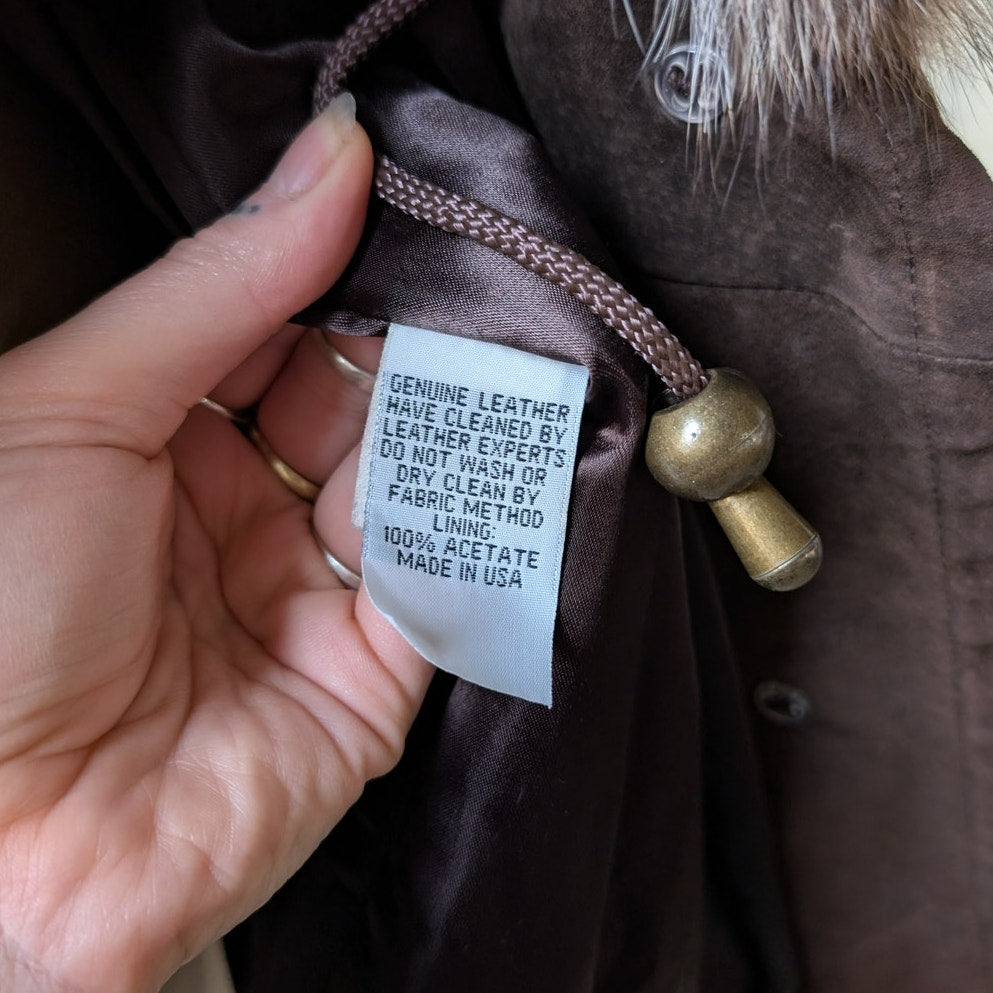 GENUINE LEATHER
HAVE CLEANED BY
LEATHER EXPERTS
DO NOT WASH OR
DRY CLEAN BY
FABRIC METHOD
LINING:
100% ACETATE
MADE IN USA